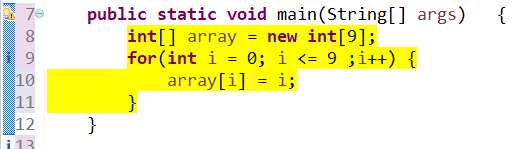 7 public static void main(String[] args) {
8 int[] array = new int[9];
i 9 for(int i = 0; i <= 9 ;i++) {
10 array[i] = i;
11 }
12 }
i 13